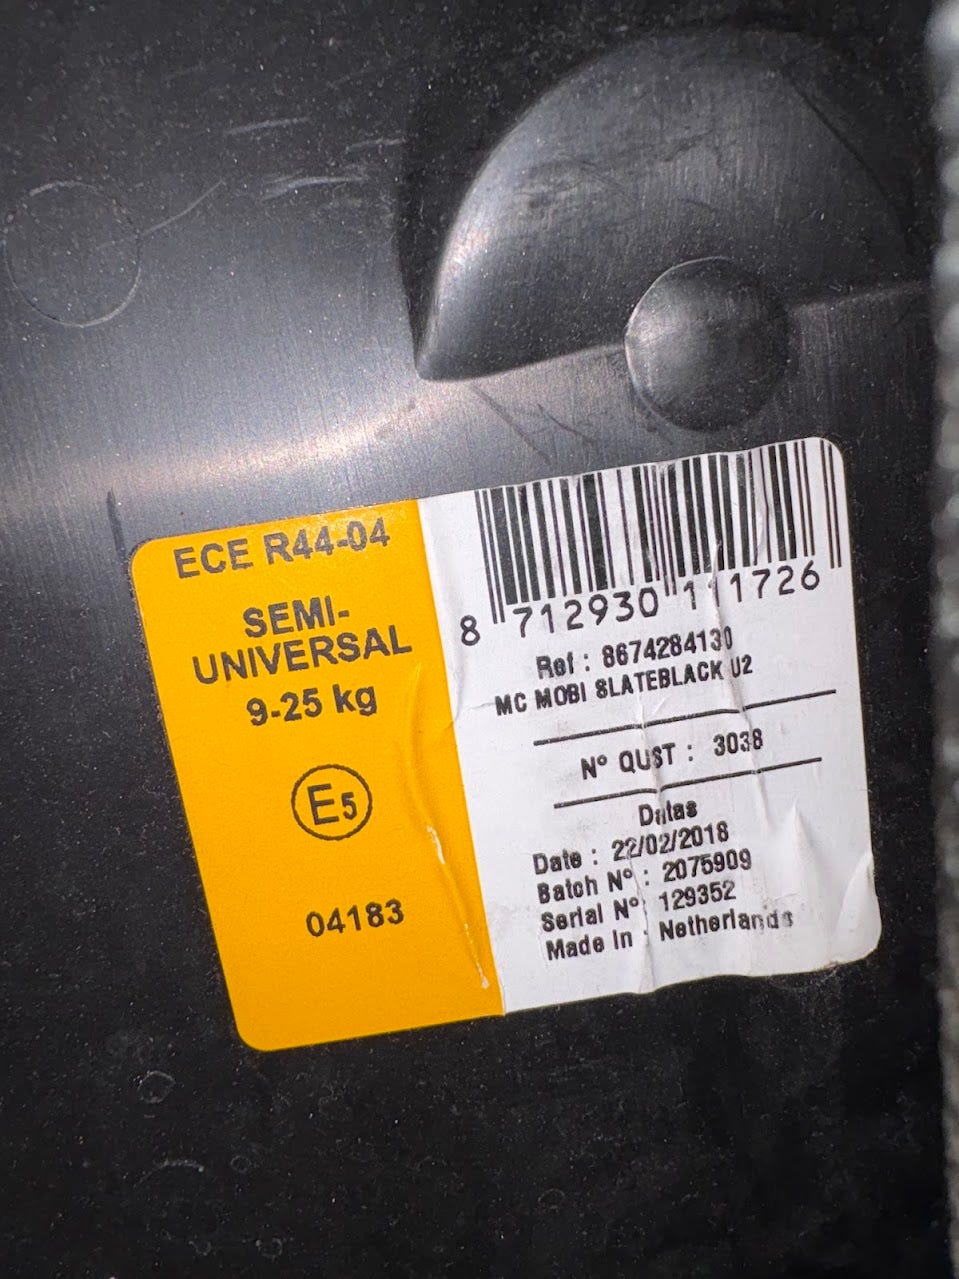 ECE R44-04
SEMI-
UNIVERSAL
9-25 kg
E5
04183
8 712930 111726
Ref : 8674284130
MC MOBI SLATEBLACK U2
N° QUST : 3038
Datas
Date : 22/02/2018
Batch N° : 2075909
Serial N° : 129352
Made In : Netherlands